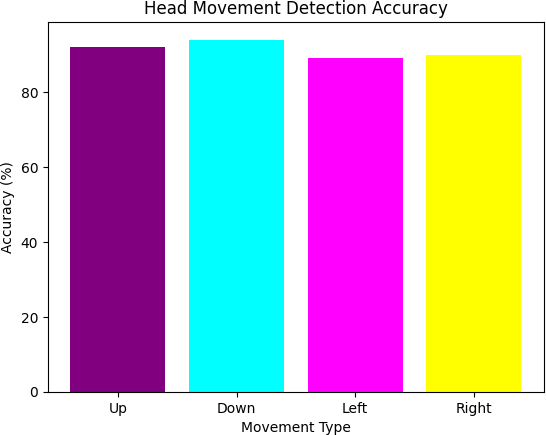 Head Movement Detection Accuracy
Accuracy (%)
80
60
40
20
0
Up Down Left Right
Movement Type